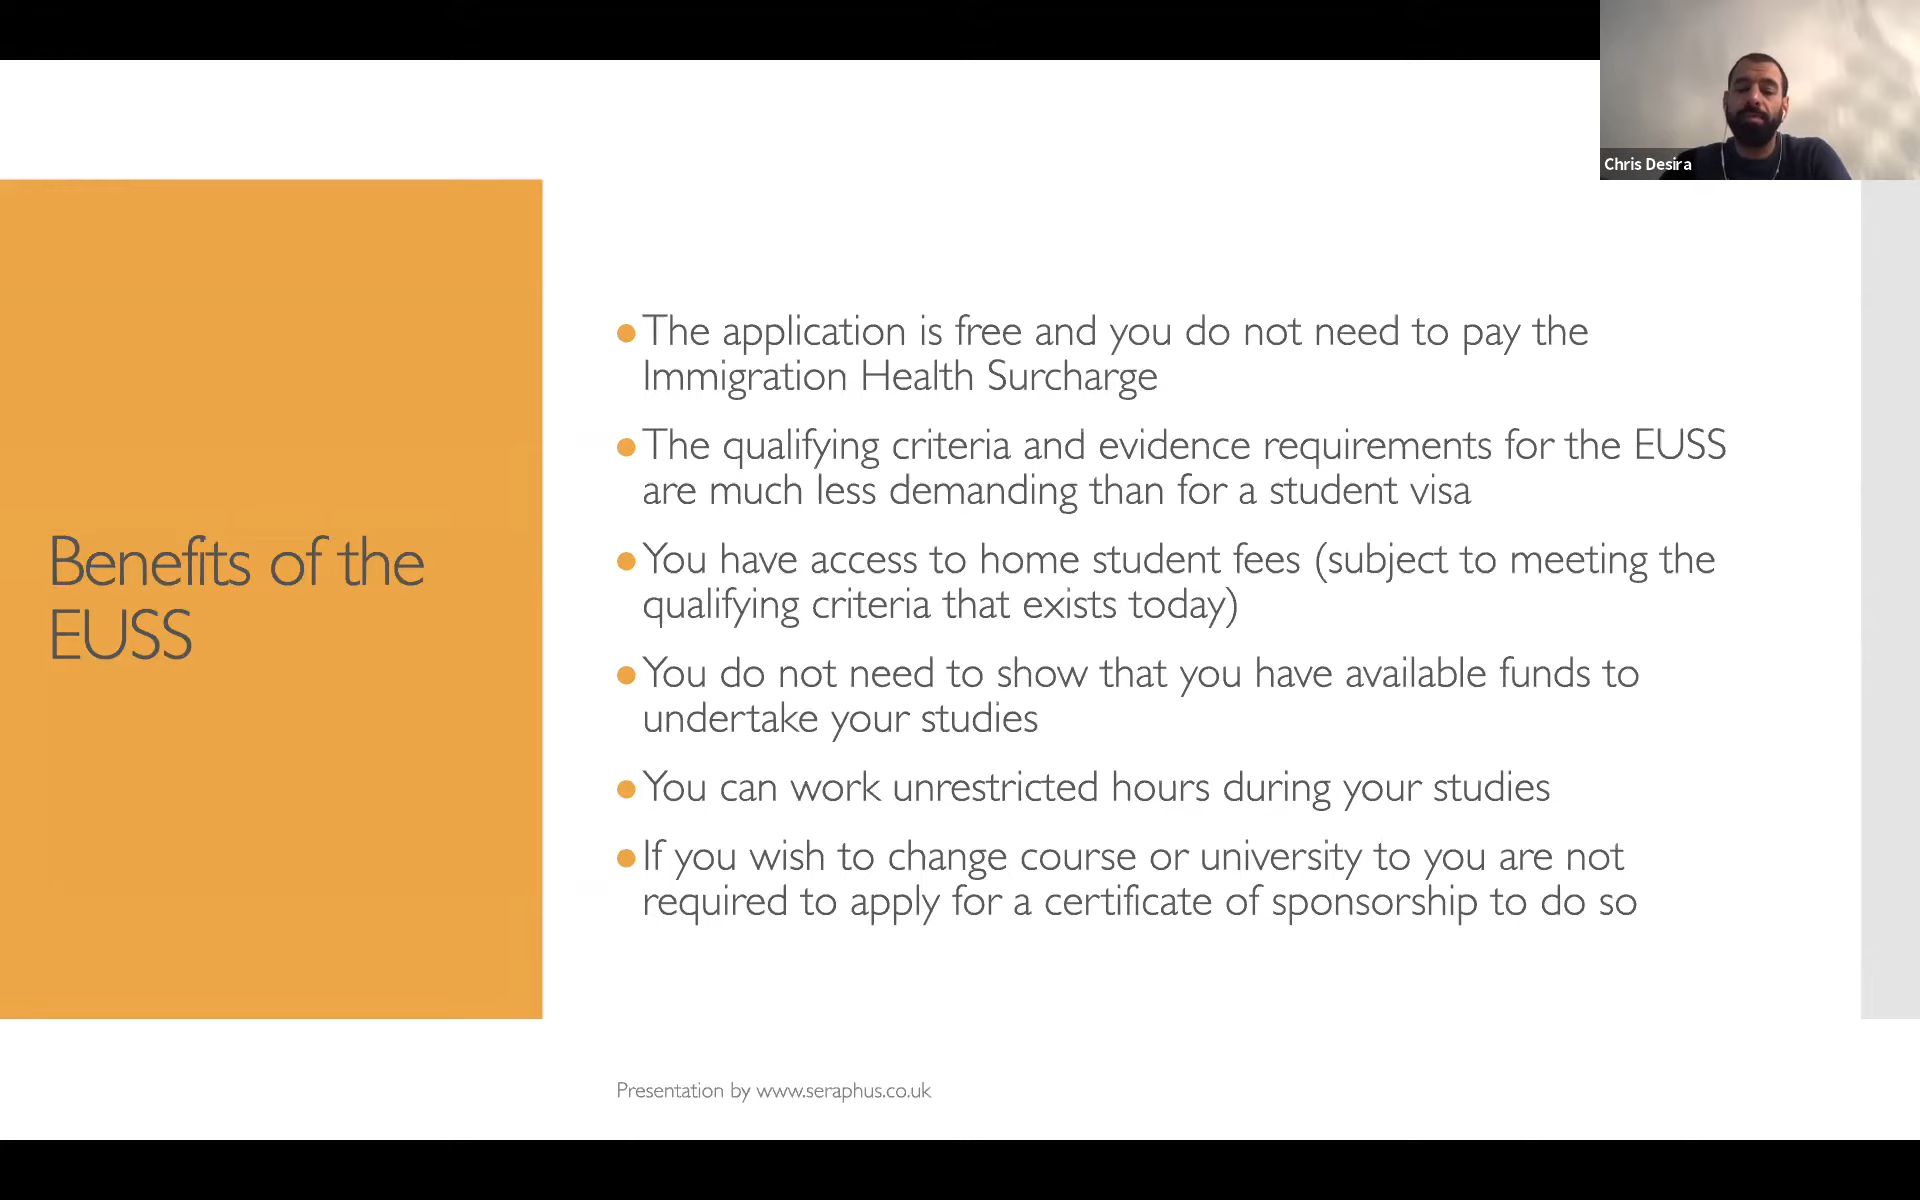 Chris Desira
Benefits of the
EUSS
●The application is free and you do not need to pay the
Immigration Health Surcharge
●The qualifying criteria and evidence requirements for the EUSS
are much less demanding than for a student visa
●You have access to home student fees (subject to meeting the
qualifying criteria that exists today)
●You do not need to show that you have available funds to
undertake your studies
●You can work unrestricted hours during your studies
●If you wish to change course or university to you are not
required to apply for a certificate of sponsorship to do so
Presentation by www.seraphus.co.uk